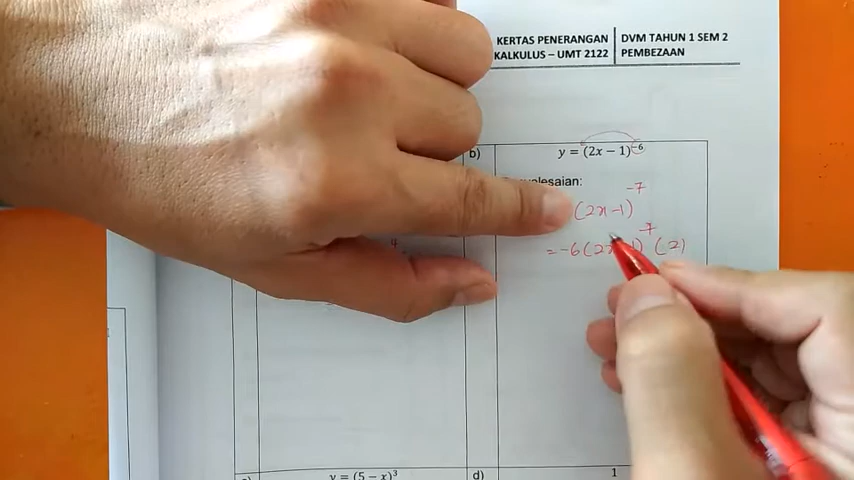 KERTAS PENERANGAN
KALKULUS – UMT 2122
DVM TAHUN 1 SEM 2
PEMBEZAAN
b)
y = (2x − 1)⁻⁶
(2x-1)⁻⁷
= -6(2x-1)⁻⁷(2)
4
y = (5 − x)³
d)
1